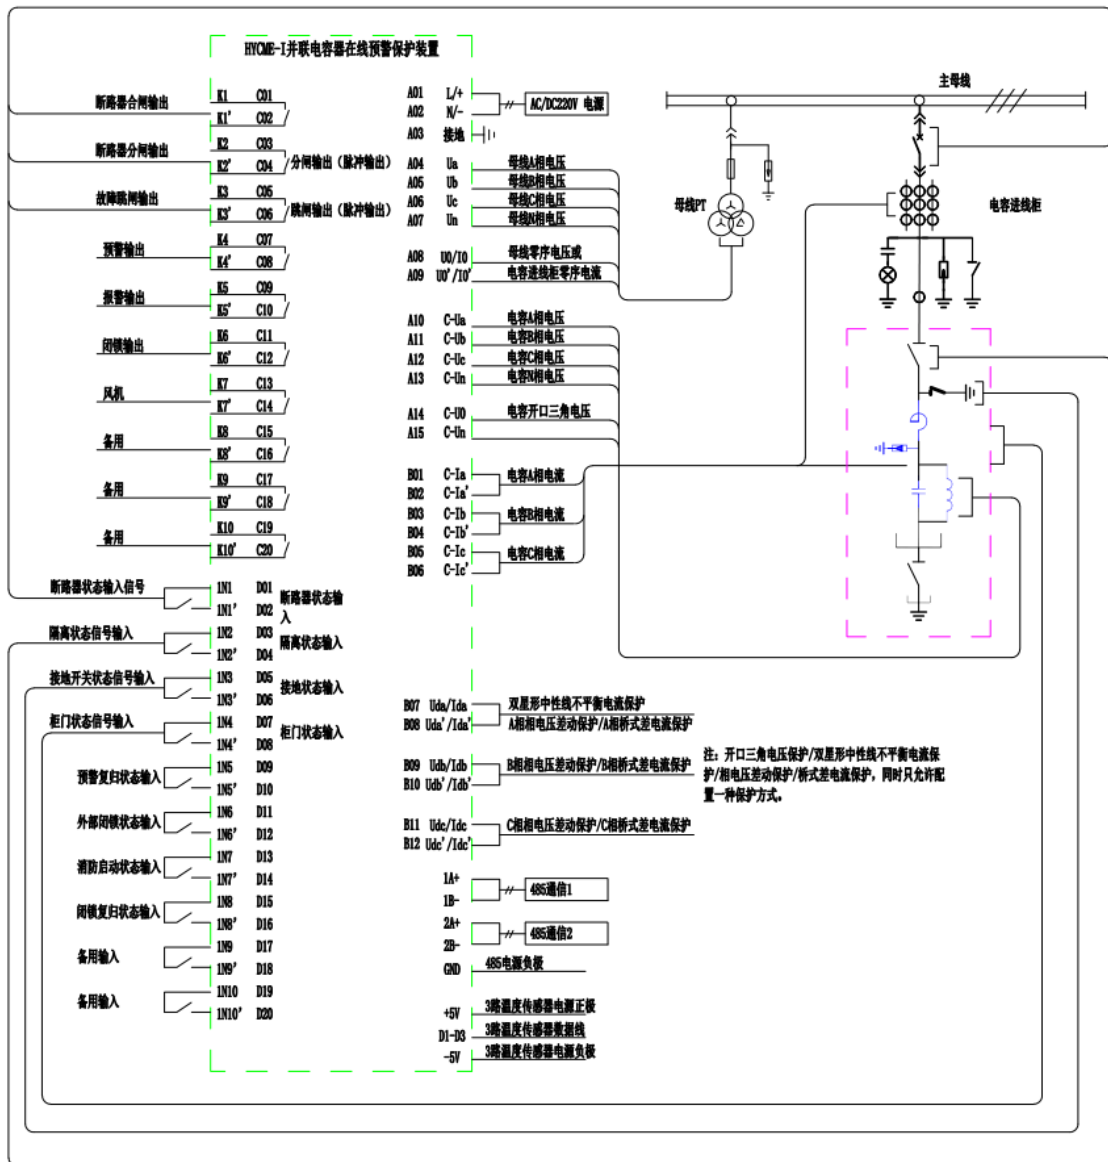 HYCME-I并联电容器在线预警保护装置
断路器合闸输出
K1 C01
K1' C02
断路器分闸输出
K2 C03
K2' C04
分闸输出（脉冲输出）
故障跳闸输出
K3 C05
K3' C06
跳闸输出（脉冲输出）
预警输出
K4 C07
K4' C08
报警输出
K5 C09
K5' C10
闭锁输出
K6 C11
K6' C12
风机
K7 C13
K7' C14
备用
K8 C15
K8' C16
备用
K9 C17
K9' C18
备用
K10 C19
K10' C20
断路器状态输入信号
1N1 D01
1N1' D02
断路器状态输
入
隔离状态信号输入
1N2 D03
1N2' D04
隔离状态输入
接地开关状态信号输入
1N3 D05
1N3' D06
接地状态输入
柜门状态信号输入
1N4 D07
1N4' D08
柜门状态输入
预警复归状态输入
1N5 D09
1N5' D10
外部闭锁状态输入
1N6 D11
1N6' D12
消防启动状态输入
1N7 D13
1N7' D14
闭锁复归状态输入
1N8 D15
1N8' D16
备用输入
1N9 D17
1N9' D18
备用输入
1N10 D19
1N10' D20
A01 L/+
A02 N/-
AC/DC220V 电源
A03 接地
A04 Ua 母线A相电压
A05 Ub 母线B相电压
A06 Uc 母线C相电压
A07 Un 母线N相电压
A08 U0/I0 母线零序电压或
A09 U0'/I0' 电容进线柜零序电流
A10 C-Ua 电容A相电压
A11 C-Ub 电容B相电压
A12 C-Uc 电容C相电压
A13 C-Un 电容N相电压
A14 C-U0 电容开口三角电压
A15 C-Un
B01 C-Ia
B02 C-Ia'
电容A相电流
B03 C-Ib
B04 C-Ib'
电容B相电流
B05 C-Ic
B06 C-Ic'
电容C相电流
B07 Uda/Ida 双星形中性线不平衡电流保护
B08 Uda'/Ida' A相相电压差动保护/A相桥式差电流保护
B09 Udb/Idb
B10 Udb'/Idb'
B相相电压差动保护/B相桥式差电流保护
B11 Udc/Idc
B12 Udc'/Idc'
C相相电压差动保护/C相桥式差电流保护
1A+
1B-
485通信1
2A+
2B-
485通信2
GND 485电源负极
+5V 3路温度传感器电源正极
D1-D3 3路温度传感器数据线
-5V 3路温度传感器电源负极
主母线
母线PT
电容进线柜
注：开口三角电压保护/双星形中性线不平衡电流保
护/相电压差动保护/桥式差电流保护，同时只允许配
置一种保护方式。